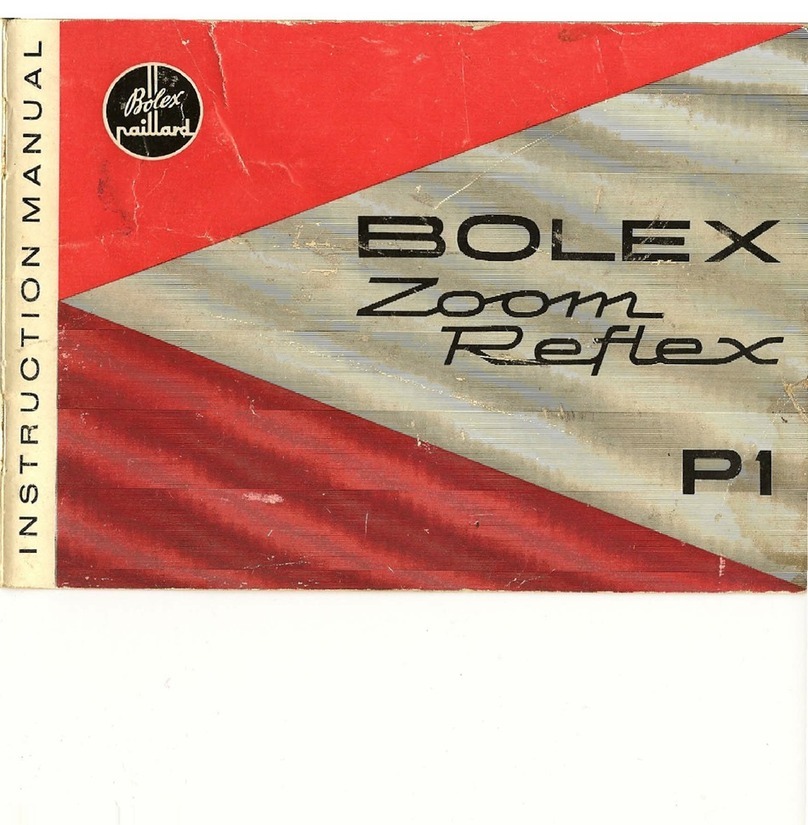 INSTRUCTION MANUAL
Bolex
paillard
BOLEX
Zoom
Reflex
P1